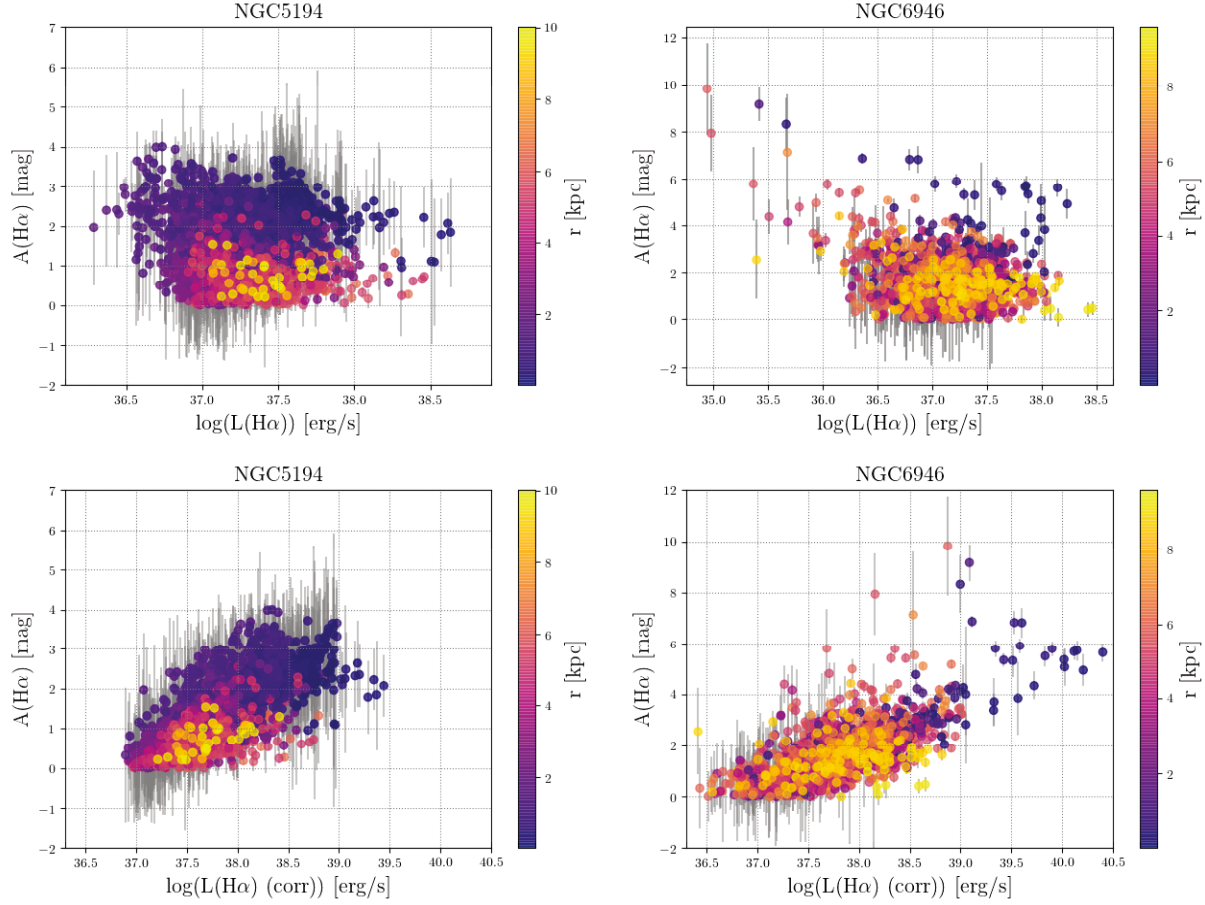 NGC5194
7
6
5
4
3
2
1
0
−1
−2
A(Hα) [mag]
36.5 37.0 37.5 38.0 38.5
log(L(Hα)) [erg/s]
10
8
6
4
2
r [kpc]
NGC6946
12
10
8
6
4
2
0
−2
A(Hα) [mag]
35.0 35.5 36.0 36.5 37.0 37.5 38.0 38.5
log(L(Hα)) [erg/s]
8
6
4
2
r [kpc]
NGC5194
7
6
5
4
3
2
1
0
−1
−2
A(Hα) [mag]
36.5 37.0 37.5 38.0 38.5 39.0 39.5 40.0 40.5
log(L(Hα) (corr)) [erg/s]
10
8
6
4
2
r [kpc]
NGC6946
12
10
8
6
4
2
0
−2
A(Hα) [mag]
36.5 37.0 37.5 38.0 38.5 39.0 39.5 40.0 40.5
log(L(Hα) (corr)) [erg/s]
8
6
4
2
r [kpc]